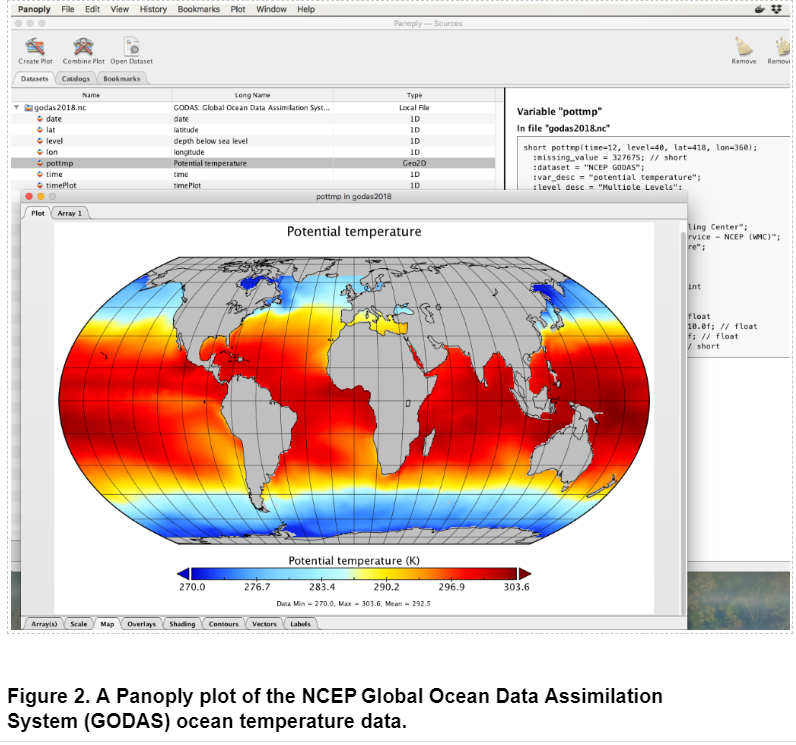 Panoply File Edit View History Bookmarks Plot Window Help
Panoply — Sources
Create Plot Combine Plot Open Dataset Remove
Datasets Catalogs Bookmarks
Name Long Name Type
godas2018.nc GODAS: Global Ocean Data Assimilation Syst... Local File
date date 1D
lat latitude 1D
level depth below sea level 1D
lon longitude 1D
pottmp Potential temperature Geo2D
time time 1D
timePlot timePlot 1D
Variable "pottmp"
In file "godas2018.nc"
short pottmp(time=12, level=40, lat=418, lon=360);
:missing_value = 32767S; // short
:dataset = "NCEP GODAS";
:var_desc = "potential temperature";
:level_desc = "Multiple Levels";
ling Center";
rvice – NCEP (WMC)";
re";
int
float
10.0f; // float
f; // float
/ short
pottmp in godas2018
Plot Array 1
Potential temperature
Potential temperature (K)
270.0 276.7 283.4 290.2 296.9 303.6
Data Min = 270.0, Max = 303.6, Mean = 292.5
Array(s) Scale Map Overlays Shading Contours Vectors Labels
Figure 2. A Panoply plot of the NCEP Global Ocean Data Assimilation
System (GODAS) ocean temperature data.